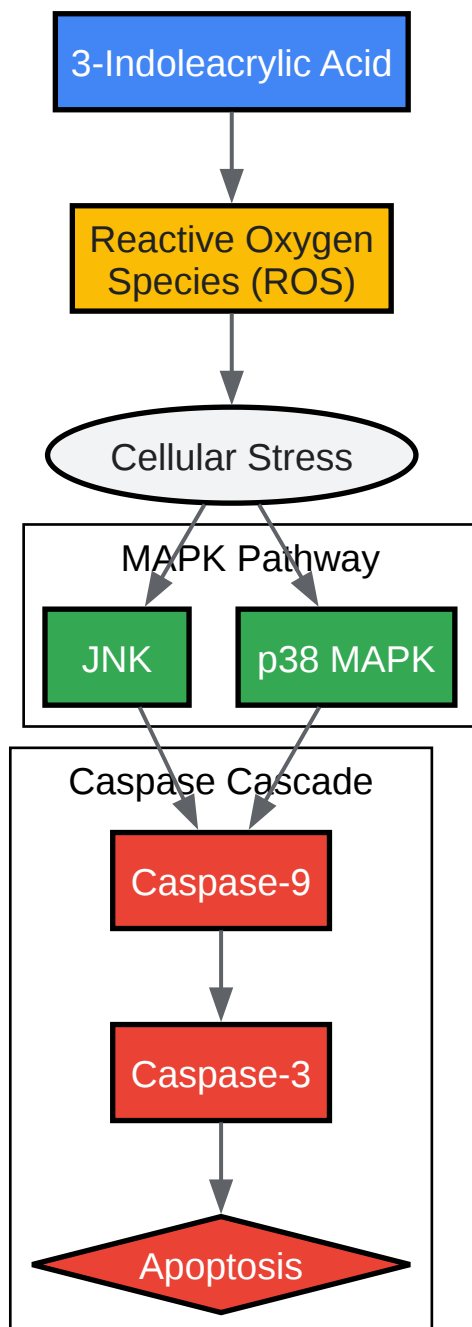 3-Indoleacrylic Acid
Reactive Oxygen
Species (ROS)
Cellular Stress
MAPK Pathway
JNK
p38 MAPK
Caspase Cascade
Caspase-9
Caspase-3
Apoptosis